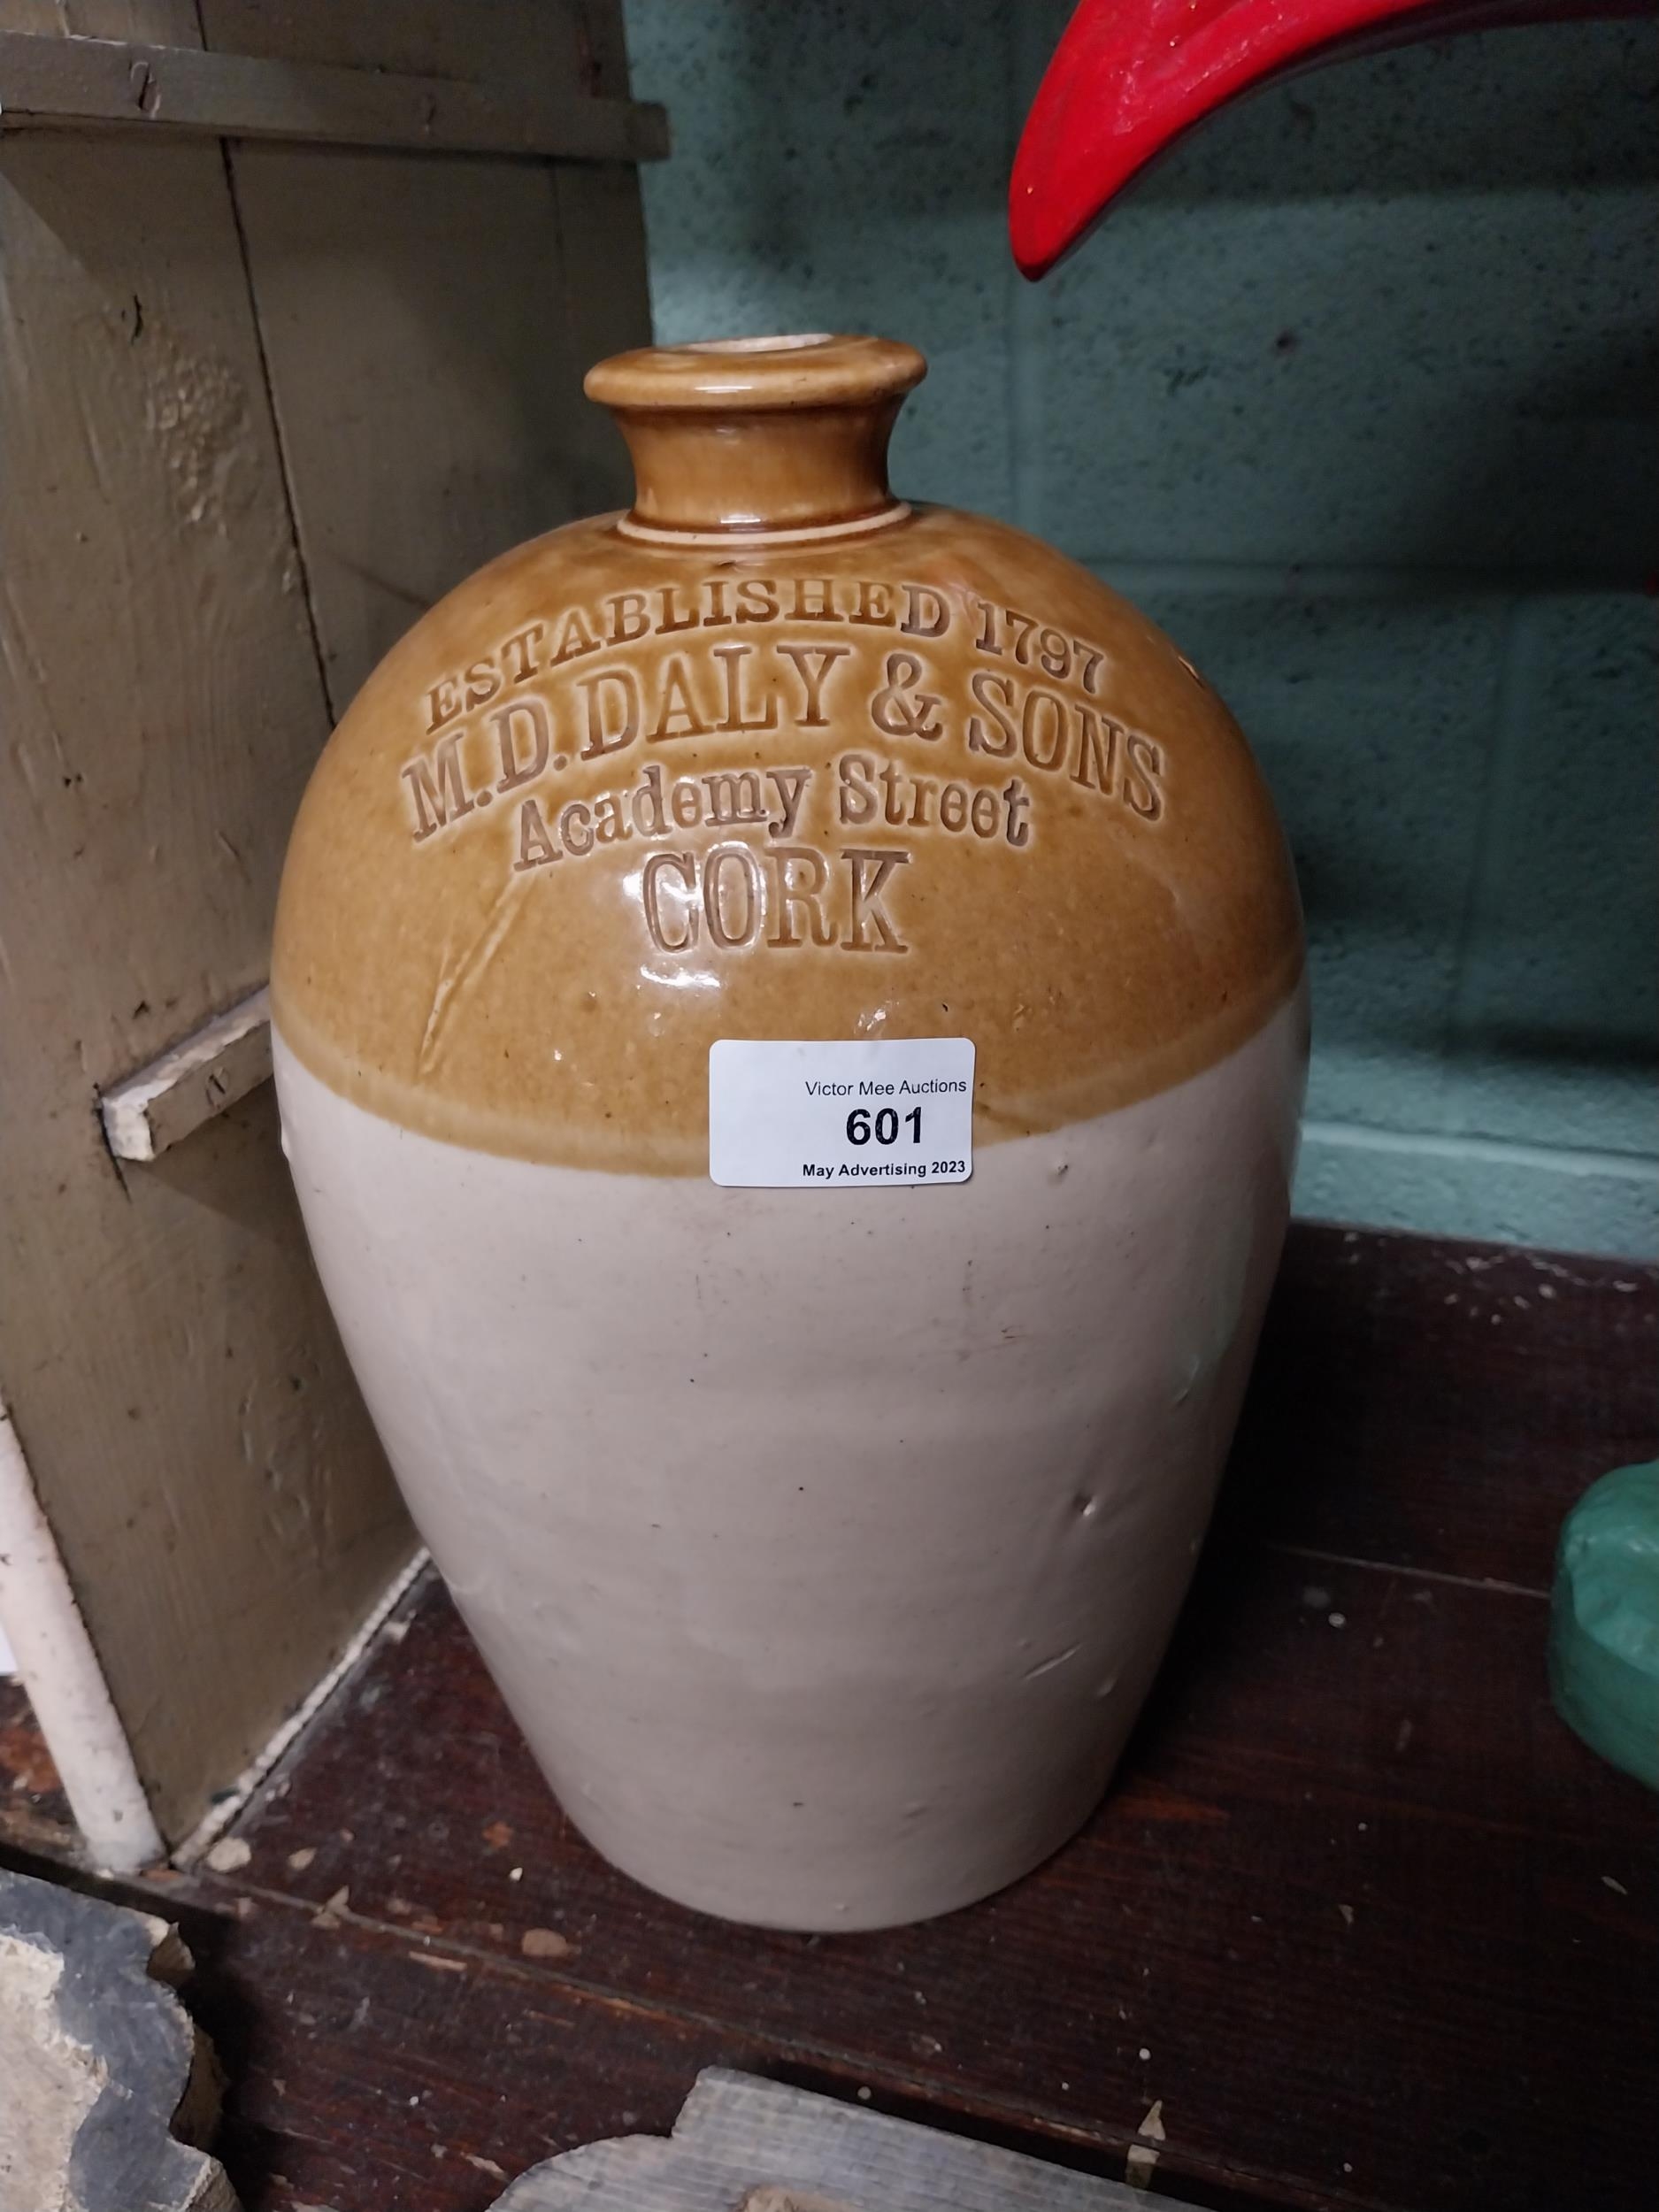 ESTABLISHED 1797
M.D. DALY & SONS
Academy Street
CORK
Victor Mee Auctions
601
May Advertising 2023